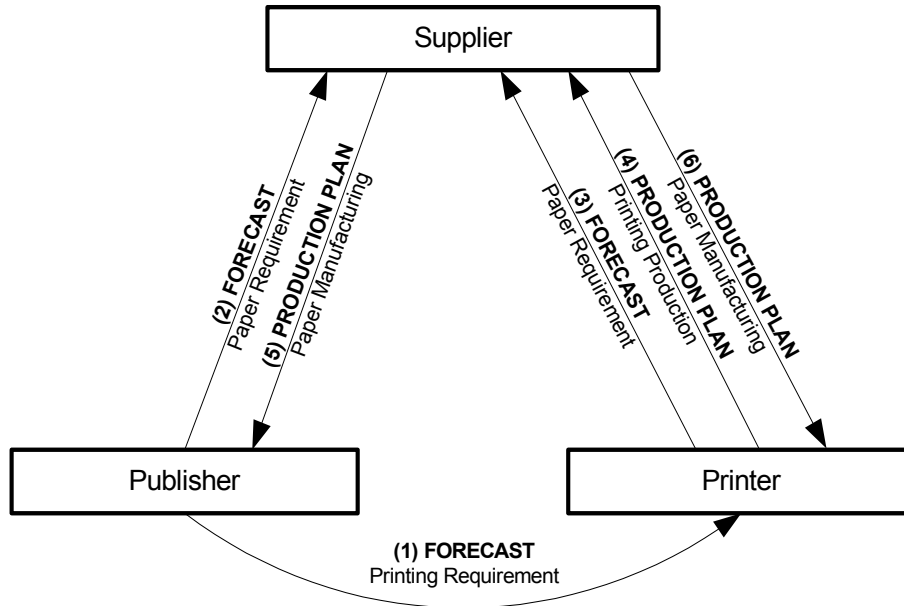 Supplier
(2) FORECAST
Paper Requirement
(5) PRODUCTION PLAN
Paper Manufacturing
(3) FORECAST
Paper Requirement
(4) PRODUCTION PLAN
Printing Production
(6) PRODUCTION PLAN
Paper Manufacturing
Publisher
Printer
(1) FORECAST
Printing Requirement